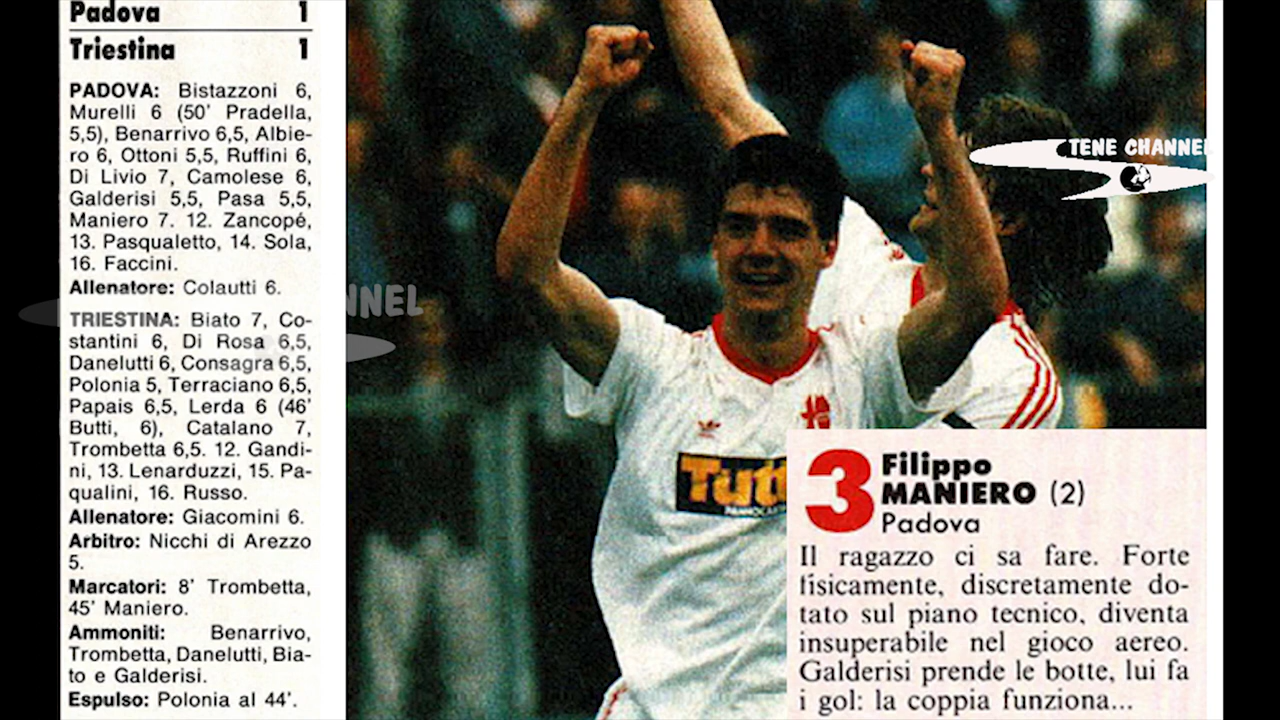 Padova 1
Triestina 1
PADOVA: Bistazzoni 6,
Murelli 6 (50' Pradella,
5,5), Benarrivo 6,5, Albie-
ro 6, Ottoni 5,5, Ruffini 6,
Di Livio 7, Camolese 6,
Galderisi 5,5, Pasa 5,5,
Maniero 7. 12. Zancopé,
13. Pasqualetto, 14. Sola,
16. Faccini.
Allenatore: Colautti 6.
TRIESTINA: Biato 7, Co-
stantini 6, Di Rosa 6,5,
Danelutti 6, Consagra 6,5,
Polonia 5, Terraciano 6,5,
Papais 6,5, Lerda 6 (46'
Butti, 6), Catalano 7,
Trombetta 6,5. 12. Gandi-
ni, 13. Lenarduzzi, 15. Pa-
qualini, 16. Russo.
Allenatore: Giacomini 6.
Arbitro: Nicchi di Arezzo
5.
Marcatori: 8' Trombetta,
45' Maniero.
Ammoniti: Benarrivo,
Trombetta, Danelutti, Bia-
to e Galderisi.
Espulso: Polonia al 44'.
NNEL
TENE CHANNEL
Tutt
3 Filippo
MANIERO (2)
Padova
Il ragazzo ci sa fare. Forte
fisicamente, discretamente do-
tato sul piano tecnico, diventa
insuperabile nel gioco aereo.
Galderisi prende le botte, lui fa
i gol: la coppia funziona...